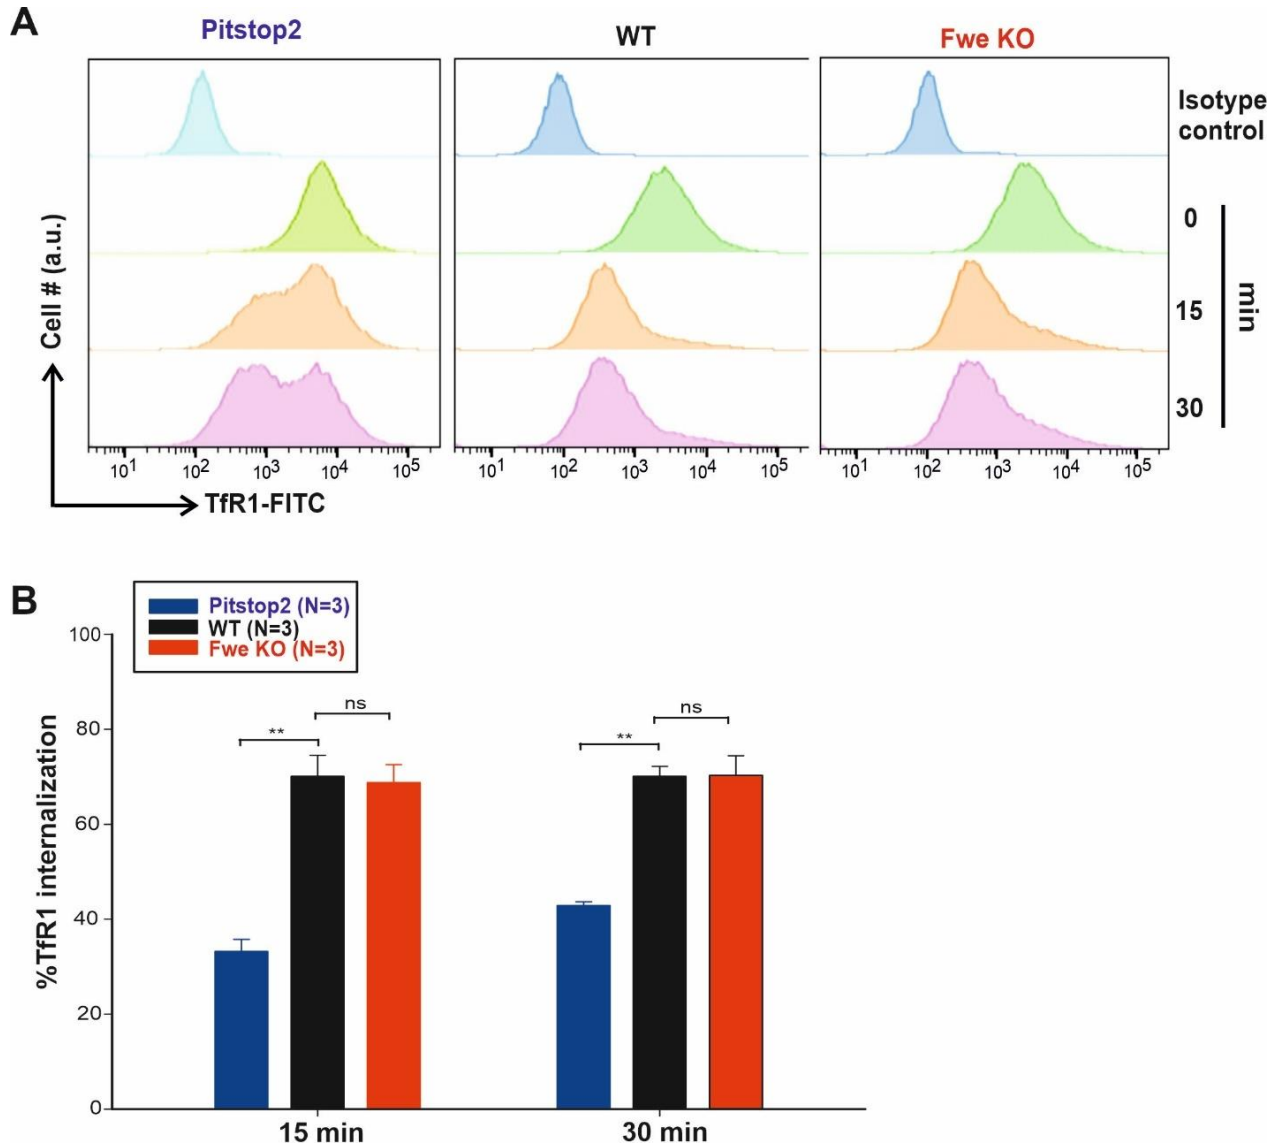 A
Pitstop2
WT
Fwe KO
Isotype
control
0
15
30
min
Cell # (a.u.)
10¹ 10² 10³ 10⁴ 10⁵
10¹ 10² 10³ 10⁴ 10⁵
10¹ 10² 10³ 10⁴ 10⁵
TfR1-FITC
B
Pitstop2 (N=3)
WT (N=3)
Fwe KO (N=3)
%TfR1 internalization
100
80
60
40
20
0
** ns
** ns
15 min
30 min